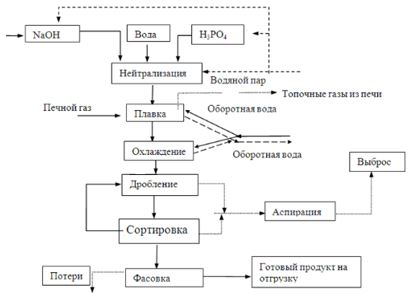 NaOH
Вода
H₃PO₄
Нейтрализация
Водяной пар
Топочные газы из печи
Печной газ
Плавка
Оборотная вода
Охлаждение
Оборотная вода
Выброс
Дробление
Аспирация
Сортировка
Потери
Фасовка
Готовый продукт на
отгрузку